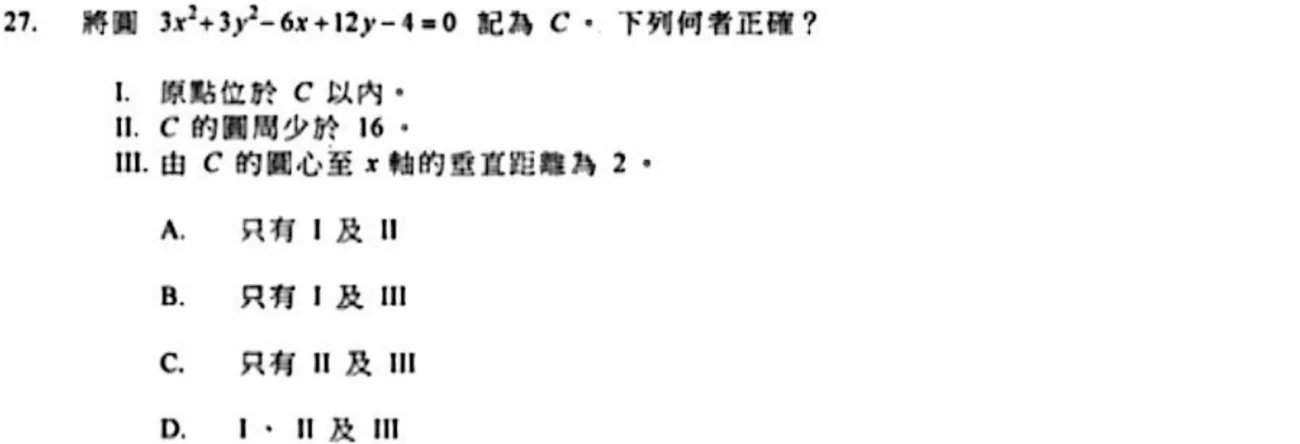 27. 將圓 3x²+3y²−6x+12y−4=0 記為 C。下列何者正確？
I. 原點位於 C 以內。
II. C 的圓周少於 16。
III. 由 C 的圓心至 x 軸的垂直距離為 2。
A. 只有 I 及 II
B. 只有 I 及 III
C. 只有 II 及 III
D. I、II 及 III